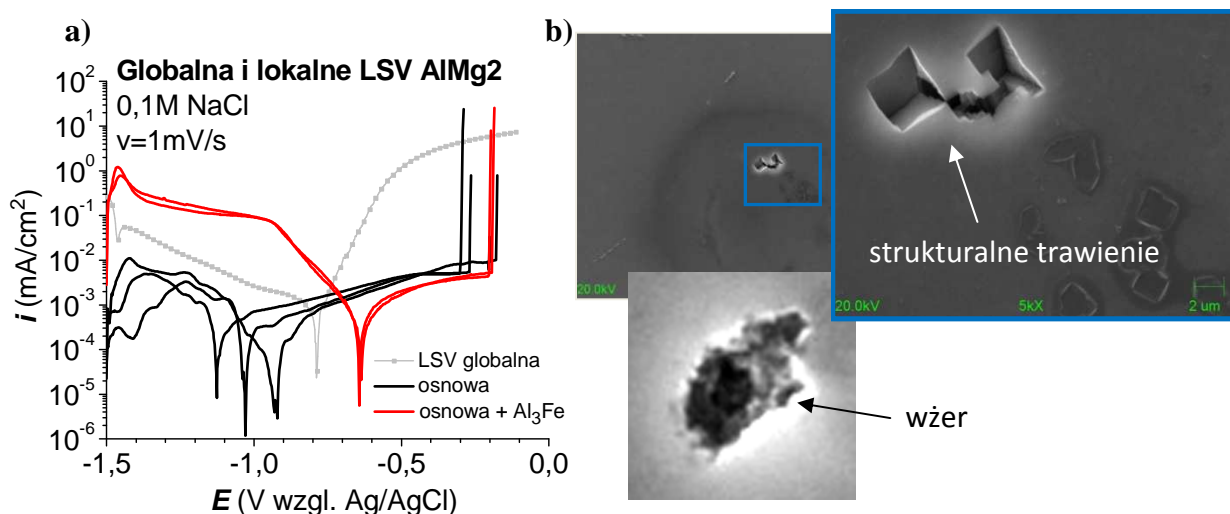 a)
Globalna i lokalne LSV AlMg2
0,1M NaCl
v=1mV/s
10²
10¹
10⁰
10⁻¹
10⁻²
10⁻³
10⁻⁴
10⁻⁵
10⁻⁶
i (mA/cm²)
LSV globalna
osnowa
osnowa + Al₃Fe
-1,5
-1,0
-0,5
0,0
E (V wzgl. Ag/AgCl)
b)
20.0kV
strukturalne trawienie
20.0kV
5kX
2 um
wżer